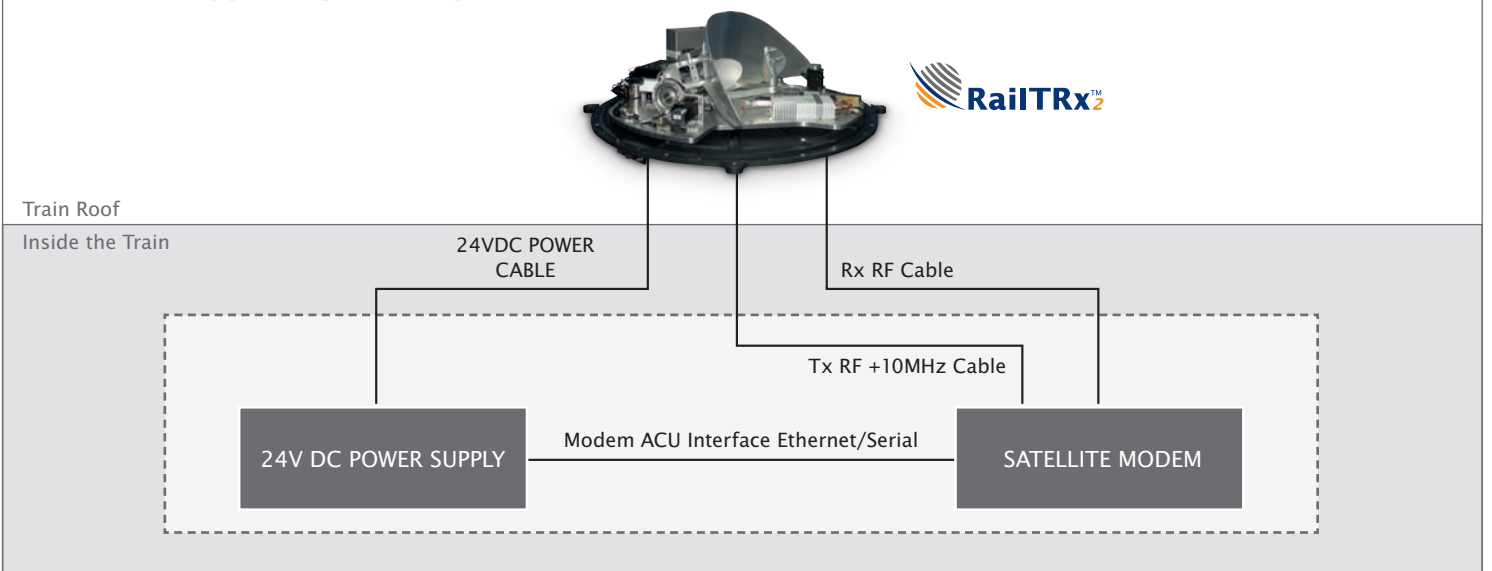 RailTRx™2
Train Roof
Inside the Train
24VDC POWER
CABLE
Rx RF Cable
Tx RF +10MHz Cable
24V DC POWER SUPPLY
Modem ACU Interface Ethernet/Serial
SATELLITE MODEM